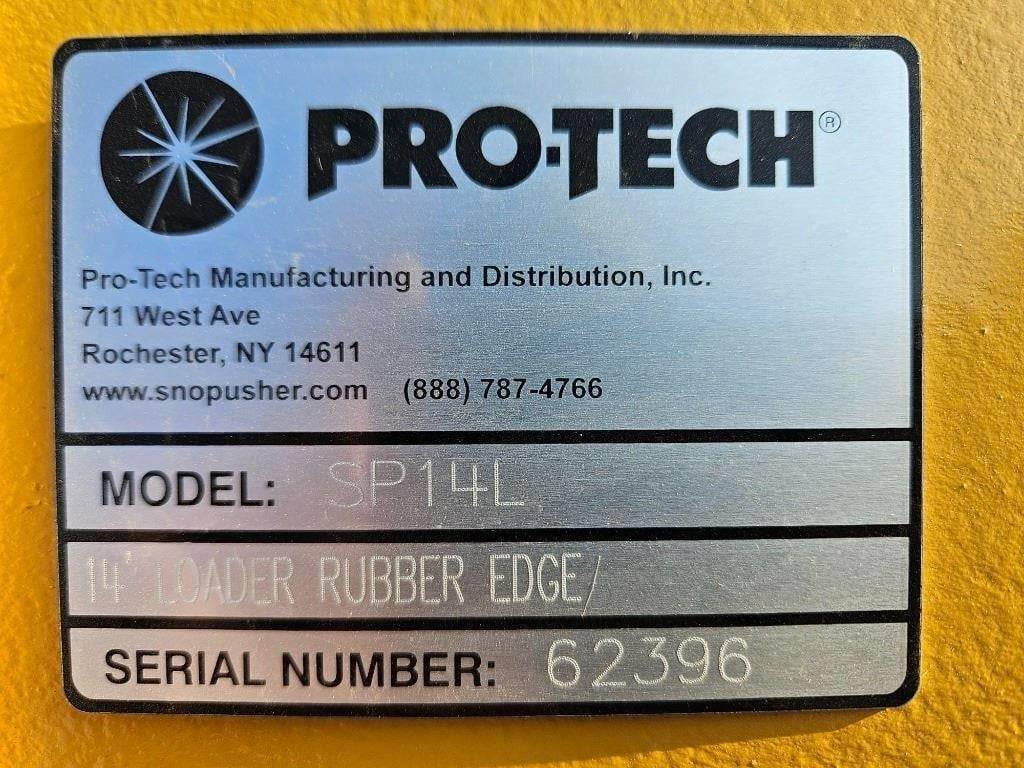 PRO-TECH®
Pro-Tech Manufacturing and Distribution, Inc.
711 West Ave
Rochester, NY 14611
www.snopusher.com (888) 787-4766
MODEL: SP14L
14' LOADER RUBBER EDGE/
SERIAL NUMBER: 62396